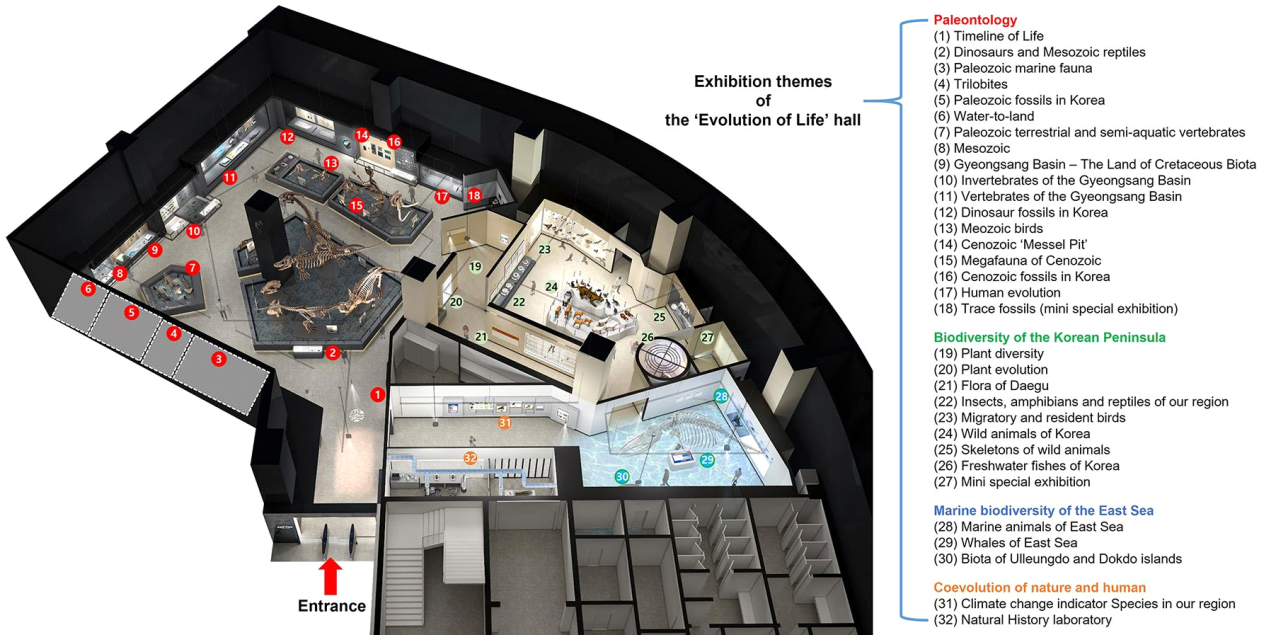 Exhibition themes
of
the ‘Evolution of Life’ hall
Paleontology
(1) Timeline of Life
(2) Dinosaurs and Mesozoic reptiles
(3) Paleozoic marine fauna
(4) Trilobites
(5) Paleozoic fossils in Korea
(6) Water-to-land
(7) Paleozoic terrestrial and semi-aquatic vertebrates
(8) Mesozoic
(9) Gyeongsang Basin – The Land of Cretaceous Biota
(10) Invertebrates of the Gyeongsang Basin
(11) Vertebrates of the Gyeongsang Basin
(12) Dinosaur fossils in Korea
(13) Meozoic birds
(14) Cenozoic ‘Messel Pit’
(15) Megafauna of Cenozoic
(16) Cenozoic fossils in Korea
(17) Human evolution
(18) Trace fossils (mini special exhibition)
Biodiversity of the Korean Peninsula
(19) Plant diversity
(20) Plant evolution
(21) Flora of Daegu
(22) Insects, amphibians and reptiles of our region
(23) Migratory and resident birds
(24) Wild animals of Korea
(25) Skeletons of wild animals
(26) Freshwater fishes of Korea
(27) Mini special exhibition
Marine biodiversity of the East Sea
(28) Marine animals of East Sea
(29) Whales of East Sea
(30) Biota of Ulleungdo and Dokdo islands
Coevolution of nature and human
(31) Climate change indicator Species in our region
(32) Natural History laboratory
12
14
16
13
11
17
18
15
10
9
23
19
8
7
6
24
22
20
5
25
4
21
26
27
3
2
1
28
31
32
29
30
Entrance